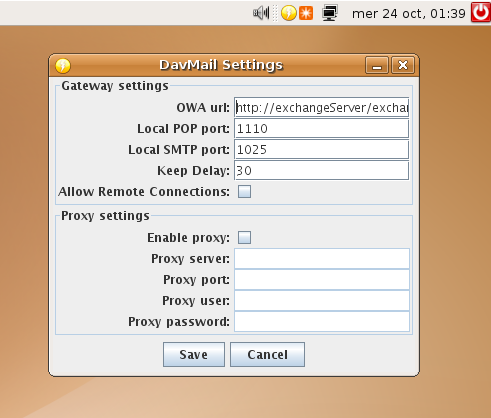 mer 24 oct, 01:39
DavMail Settings
Gateway settings
OWA url: http://exchangeServer/exchar
Local POP port: 1110
Local SMTP port: 1025
Keep Delay: 30
Allow Remote Connections:
Proxy settings
Enable proxy:
Proxy server:
Proxy port:
Proxy user:
Proxy password:
Save Cancel